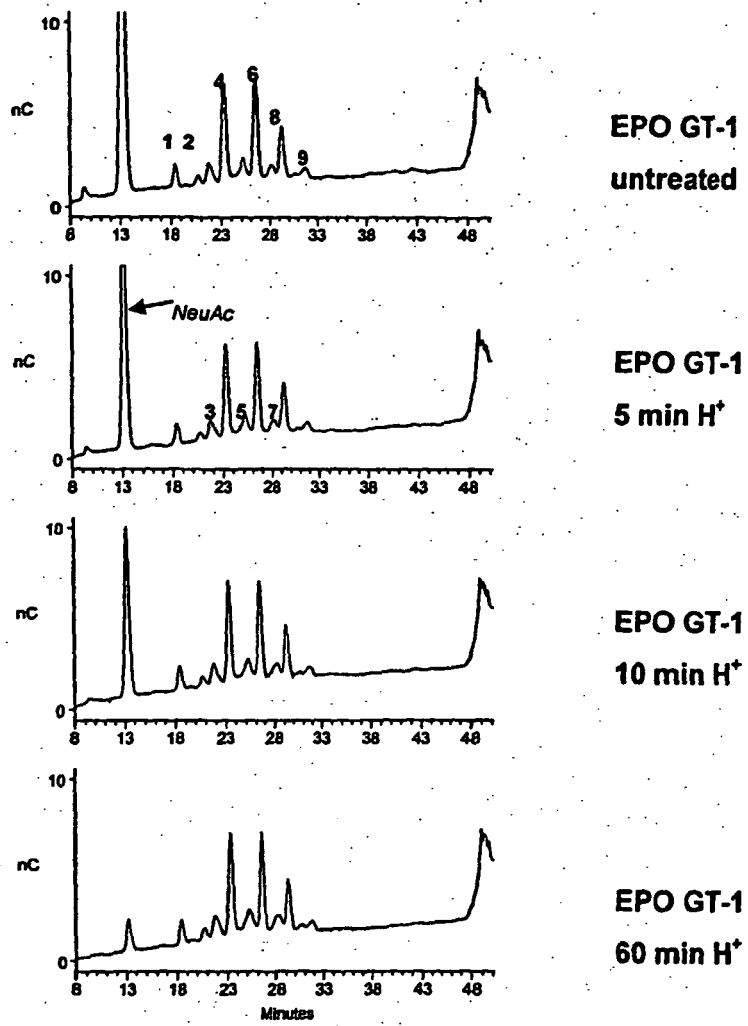 10
nC
0
1 2 4 6 8 9
8 13 18 23 28 33 38 43 48
EPO GT-1
untreated
10
nC
0
NeuAc
3 5 7
8 13 18 23 28 33 38 43 48
EPO GT-1
5 min H⁺
10
nC
0
8 13 18 23 28 33 38 43 48
EPO GT-1
10 min H⁺
10
nC
0
8 13 18 23 28 33 38 43 48
Minutes
EPO GT-1
60 min H⁺